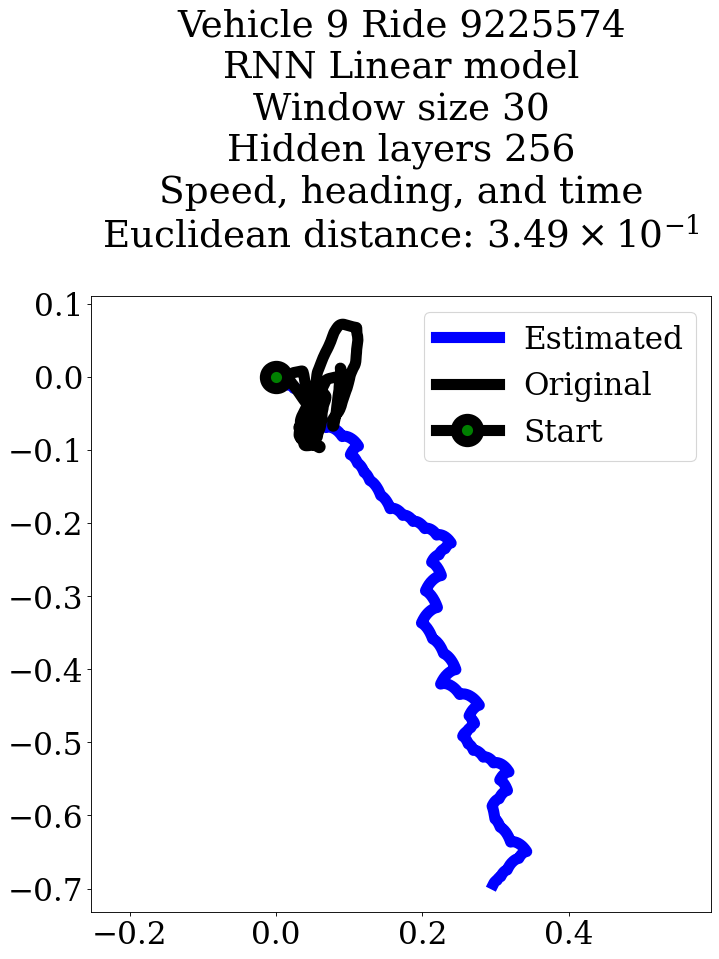 Vehicle 9 Ride 9225574
RNN Linear model
Window size 30
Hidden layers 256
Speed, heading, and time
Euclidean distance: 3.49 × 10⁻¹
Estimated
Original
Start
0.1
0.0
−0.1
−0.2
−0.3
−0.4
−0.5
−0.6
−0.7
−0.2 0.0 0.2 0.4